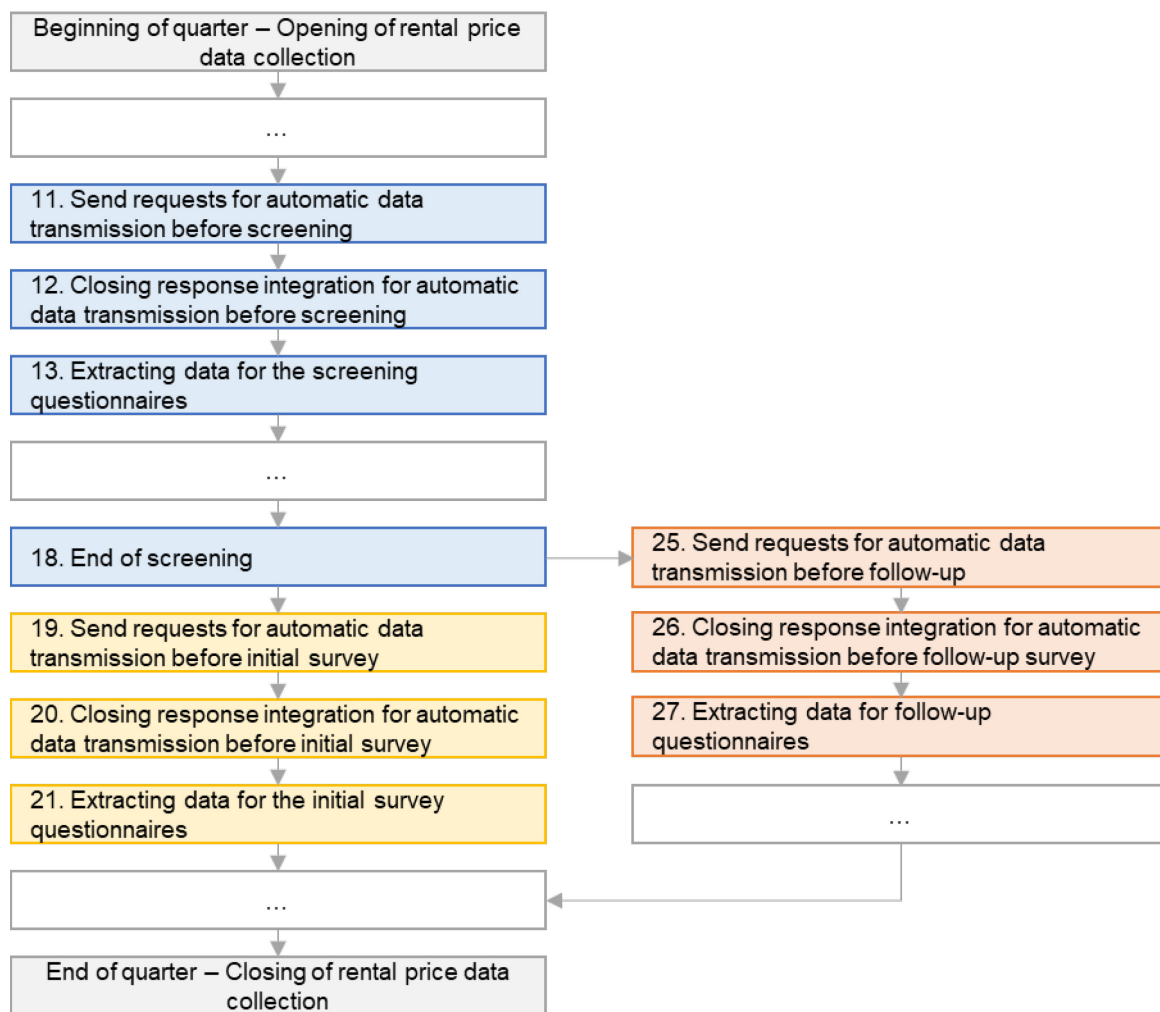 Beginning of quarter – Opening of rental price
data collection
...
11. Send requests for automatic data
transmission before screening
12. Closing response integration for automatic
data transmission before screening
13. Extracting data for the screening
questionnaires
...
18. End of screening
19. Send requests for automatic data
transmission before initial survey
20. Closing response integration for automatic
data transmission before initial survey
21. Extracting data for the initial survey
questionnaires
...
25. Send requests for automatic data
transmission before follow-up
26. Closing response integration for automatic
data transmission before follow-up survey
27. Extracting data for follow-up
questionnaires
...
End of quarter – Closing of rental price data
collection